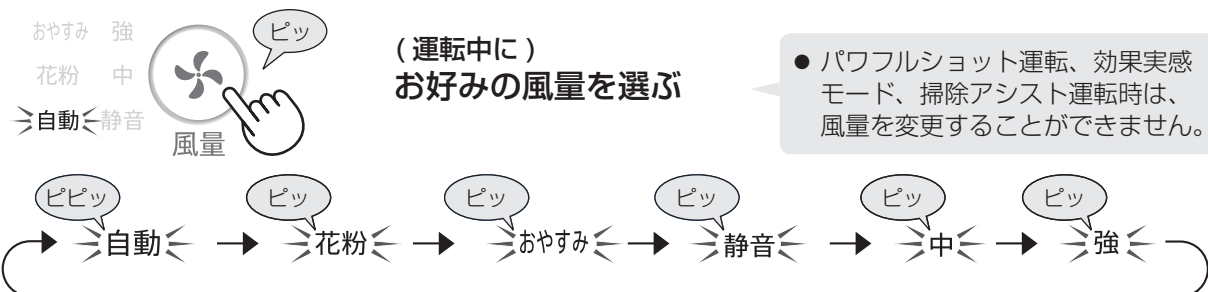 おやすみ 強
花粉 中
自動 静音
ピッ
風量
(運転中に)
お好みの風量を選ぶ
● パワフルショット運転、効果実感
モード、掃除アシスト運転時は、
風量を変更することができません。
ピピッ ピッ ピッ ピッ ピッ ピッ
自動 → 花粉 → おやすみ → 静音 → 中 → 強